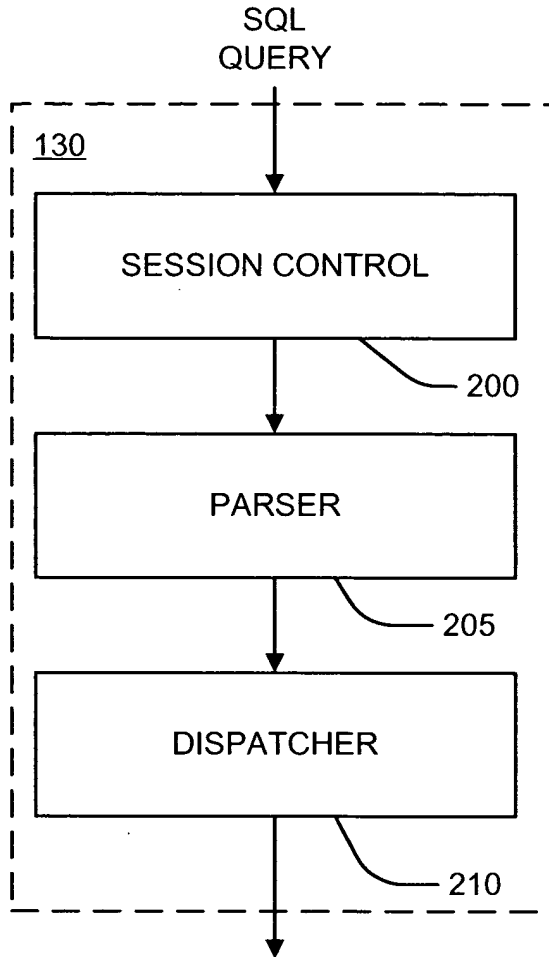 SQL
QUERY
130
SESSION CONTROL
200
PARSER
205
DISPATCHER
210